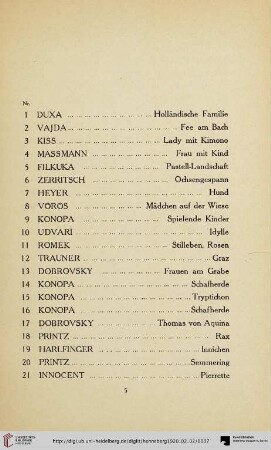 Nr.
1 DUXA ... Holländische Familie
2 VAJDA ... Fee am Bach
3 KISS ... Lady mit Kimono
4 MASSMANN ... Frau mit Kind
5 FILKUKA ... Pastell-Landschaft
6 ZERRITSCH ... Ochsengespann
7 HEYER ... Hund
8 VÖRÖS ... Mädchen auf der Wiese
9 KONOPA ... Spielende Kinder
10 UDVARI ... Idylle
11 ROMEK ... Stilleben, Rosen
12 TRAUNER ... Graz
13 DOBROVSKY ... Frauen am Grabe
14 KONOPA ... Schafherde
15 KONOPA ... Tryptichon
16 KONOPA ... Schafherde
17 DOBROVSKY ... Thomas von Aquina
18 PRINTZ ... Rax
19 HARLFINGER ... Innichen
20 PRINTZ ... Semmering
21 INNOCENT ... Pierrette
5
UNIVERSITÄTS-
BIBLIOTHEK
HEIDELBERG